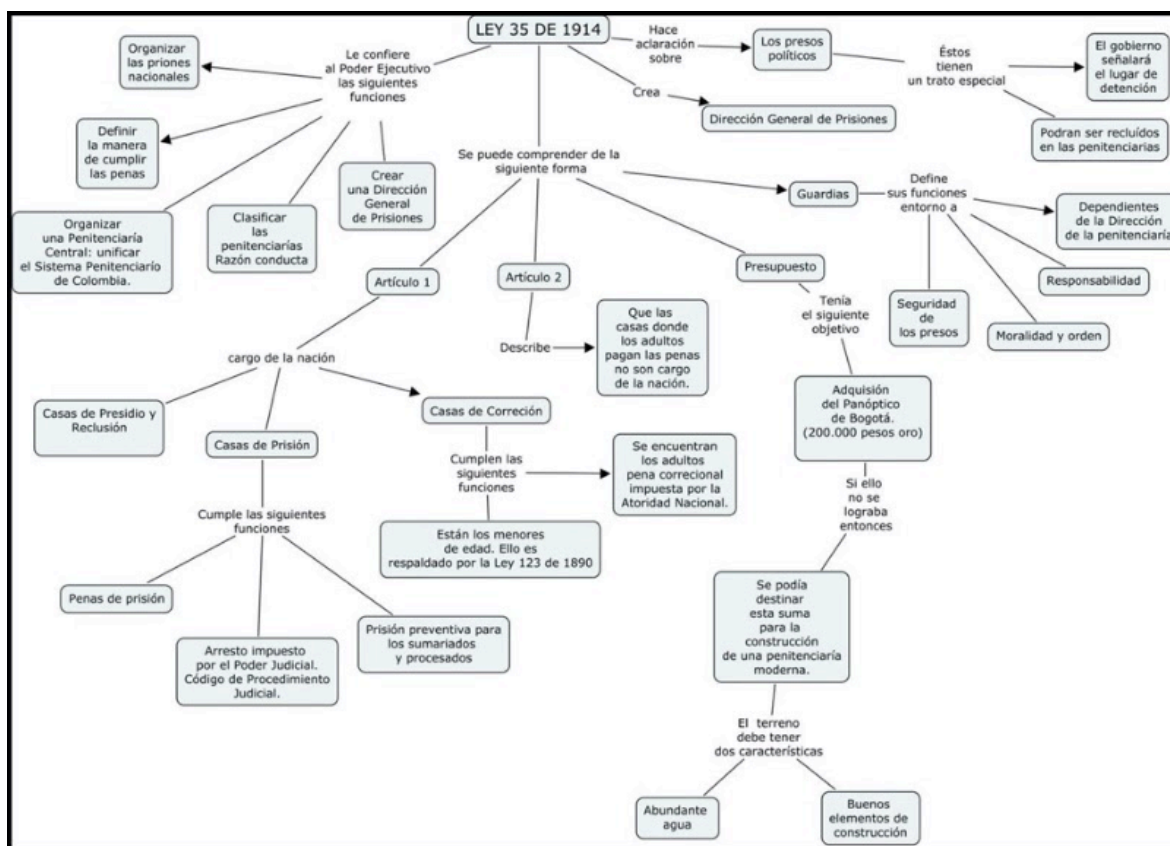 LEY 35 DE 1914
Hace
aclaración
sobre
Los presos
políticos
Éstos
tienen
un trato especial
El gobierno
señalará
el lugar de
detención
Podran ser recluídos
en las penitenciarias
Crea
Dirección General de Prisiones
Le confiere
al Poder Ejecutivo
las siguientes
funciones
Organizar
las priones
nacionales
Definir
la manera
de cumplir
las penas
Organizar
una Penitenciaría
Central: unificar
el Sistema Penitenciarío
de Colombia.
Clasificar
las
penitenciarías
Razón conducta
Crear
una Dirección
General
de Prisiones
Se puede comprender de la
siguiente forma
Guardias
Define
sus funciones
entorno a
Dependientes
de la Dirección
de la penitenciaría
Responsabilidad
Moralidad y orden
Seguridad
de
los presos
Artículo 1
cargo de la nación
Casas de Presidio y
Reclusión
Casas de Prisión
Cumple las siguientes
funciones
Penas de prisión
Arresto impuesto
por el Poder Judicial.
Código de Procedimiento
Judicial.
Prisión preventiva para
los sumariados
y procesados
Casas de Correción
Cumplen las
siguientes
funciones
Se encuentran
los adultos
pena correcional
impuesta por la
Atoridad Nacional.
Están los menores
de edad. Ello es
respaldado por la Ley 123 de 1890
Artículo 2
Describe
Que las
casas donde
los adultos
pagan las penas
no son cargo
de la nación.
Presupuesto
Tenía
el siguiente
objetivo
Adquisión
del Panóptico
de Bogotá.
(200.000 pesos oro)
Si ello
no se
lograba
entonces
Se podía
destinar
esta suma
para la
construcción
de una penitenciaría
moderna.
El terreno
debe tener
dos características
Abundante
agua
Buenos
elementos de
construcción